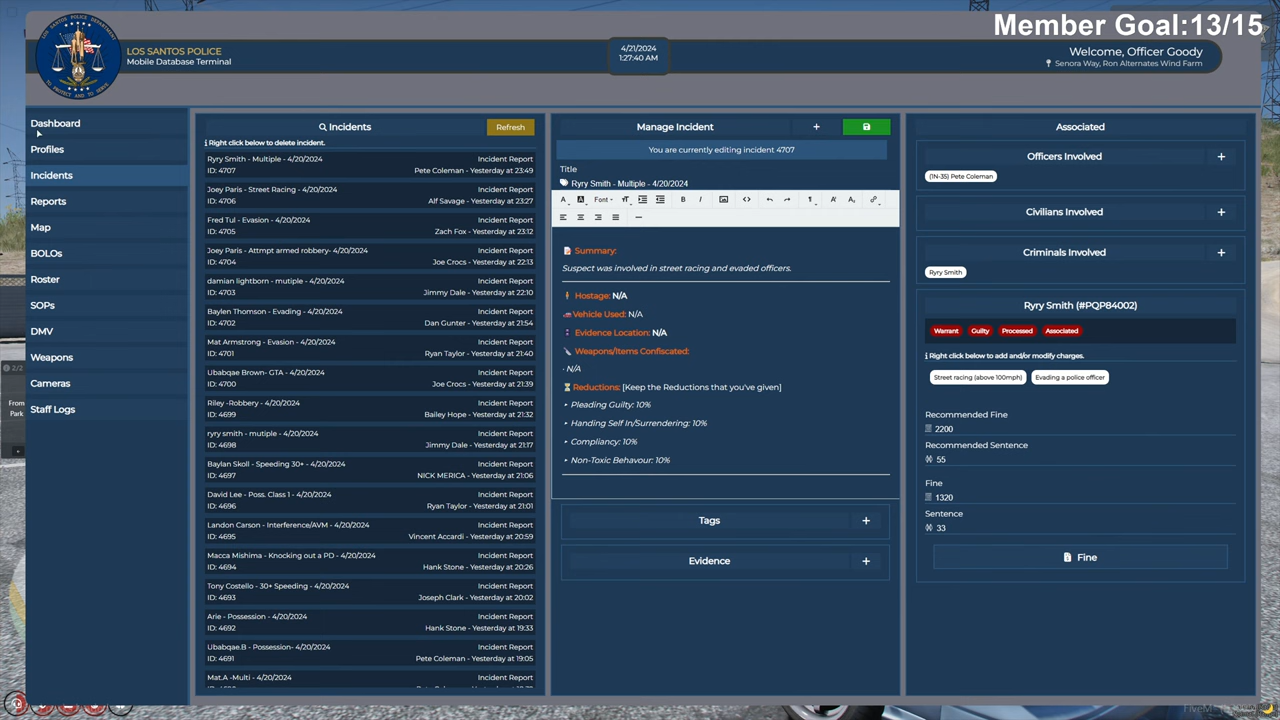 Member Goal:13/15
LOS SANTOS POLICE
Mobile Database Terminal
4/21/2024
1:27:40 AM
Welcome, Officer Goody
Senora Way, Ron Alternates Wind Farm
Dashboard
Profiles
Incidents
Reports
Map
BOLOs
Roster
SOPs
DMV
Weapons
Cameras
Staff Logs
2/2
From
Park
Incidents
Refresh
Right click below to delete incident.
Ryry Smith - Multiple - 4/20/2024 Incident Report
ID: 4707 Pete Coleman - Yesterday at 23:49
Joey Paris - Street Racing - 4/20/2024 Incident Report
ID: 4706 Alf Savage - Yesterday at 23:27
Fred Tul - Evasion - 4/20/2024 Incident Report
ID: 4705 Zach Fox - Yesterday at 23:12
Joey Paris - Attmpt armed robbery- 4/20/2024 Incident Report
ID: 4704 Joe Crocs - Yesterday at 22:13
damian lightborn - mutiple - 4/20/2024 Incident Report
ID: 4703 Jimmy Dale - Yesterday at 22:10
Baylen Thomson - Evading - 4/20/2024 Incident Report
ID: 4702 Dan Gunter - Yesterday at 21:54
Mat Armstrong - Evasion - 4/20/2024 Incident Report
ID: 4701 Ryan Taylor - Yesterday at 21:40
Ubabqae Brown- GTA - 4/20/2024 Incident Report
ID: 4700 Joe Crocs - Yesterday at 21:39
Riley -Robbery - 4/20/2024 Incident Report
ID: 4699 Bailey Hope - Yesterday at 21:32
ryry smith - mutiple - 4/20/2024 Incident Report
ID: 4698 Jimmy Dale - Yesterday at 21:17
Baylan Skoll - Speeding 30+ - 4/20/2024 Incident Report
ID: 4697 NICK MERICA - Yesterday at 21:06
David Lee - Poss. Class 1 - 4/20/2024 Incident Report
ID: 4696 Ryan Taylor - Yesterday at 21:01
Landon Carson - Interference/AVM - 4/20/2024 Incident Report
ID: 4695 Vincent Accardi - Yesterday at 20:59
Macca Mishima - Knocking out a PD - 4/20/2024 Incident Report
ID: 4694 Hank Stone - Yesterday at 20:26
Tony Costello - 30+ Speeding - 4/20/2024 Incident Report
ID: 4693 Joseph Clark - Yesterday at 20:02
Arie - Possession - 4/20/2024 Incident Report
ID: 4692 Hank Stone - Yesterday at 19:33
Ubabqae.B - Possession- 4/20/2024 Incident Report
ID: 4691 Pete Coleman - Yesterday at 19:05
Mat.A -Multi - 4/20/2024 Incident Report
Manage Incident
You are currently editing incident 4707
Title
Ryry Smith - Multiple - 4/20/2024
Font
Summary:
Suspect was involved in street racing and evaded officers.
Hostage: N/A
Vehicle Used: N/A
Evidence Location: N/A
Weapons/Items Confiscated:
· N/A
Reductions: [Keep the Reductions that you've given]
‣ Pleading Guilty: 10%
‣ Handing Self In/Surrendering: 10%
‣ Compliancy: 10%
‣ Non-Toxic Behaviour: 10%
Tags
Evidence
Associated
Officers Involved
(1N-35) Pete Coleman
Civilians Involved
Criminals Involved
Ryry Smith
Ryry Smith (#PQP84002)
Warrant Guilty Processed Associated
Right click below to add and/or modify charges.
Street racing (above 100mph) Evading a police officer
Recommended Fine
2200
Recommended Sentence
55
Fine
1320
Sentence
33
Fine